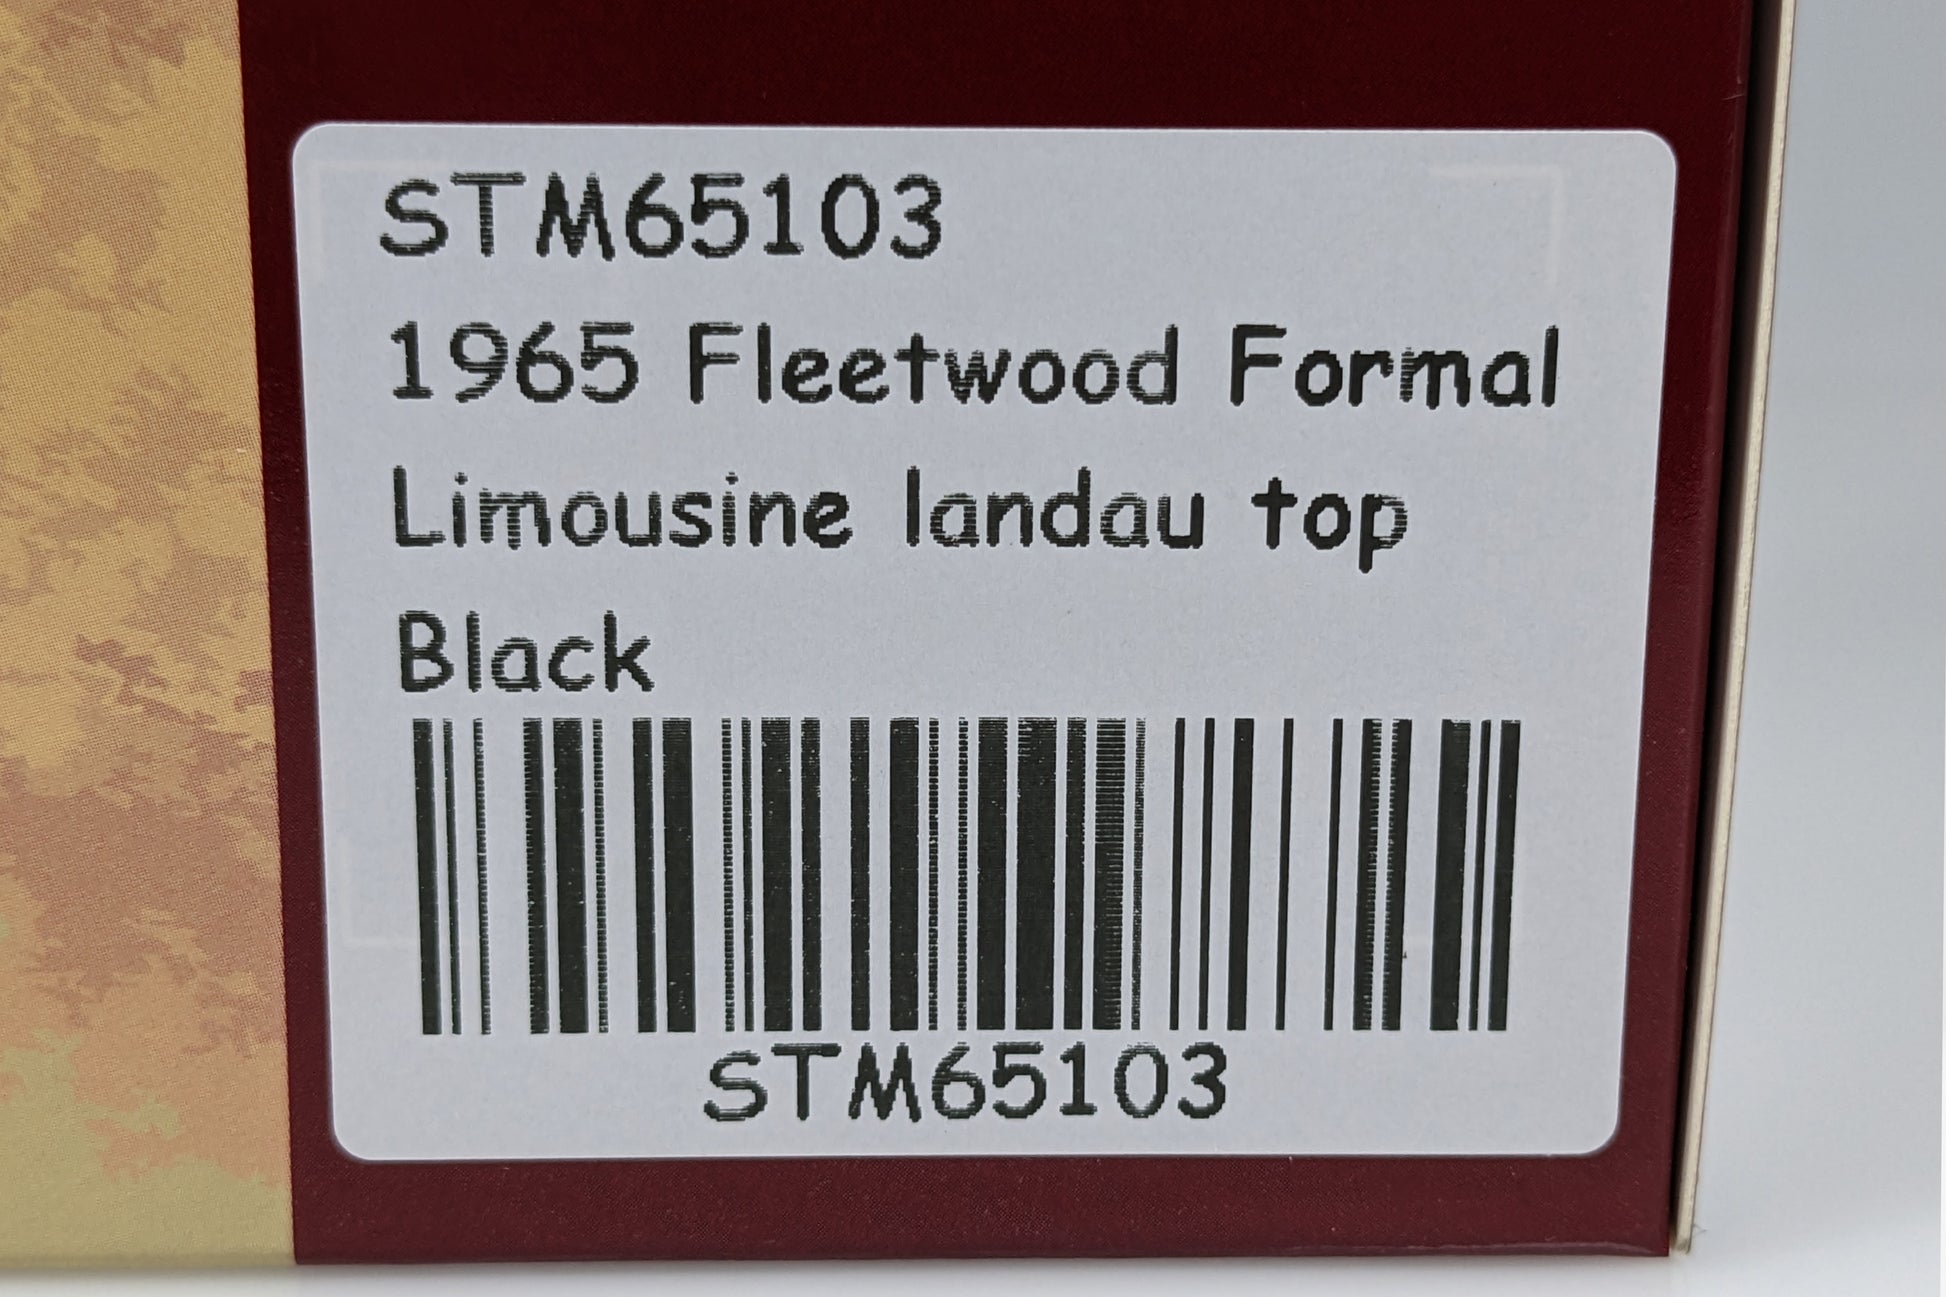 STM65103
1965 Fleetwood Formal
Limousine landau top
Black
STM65103